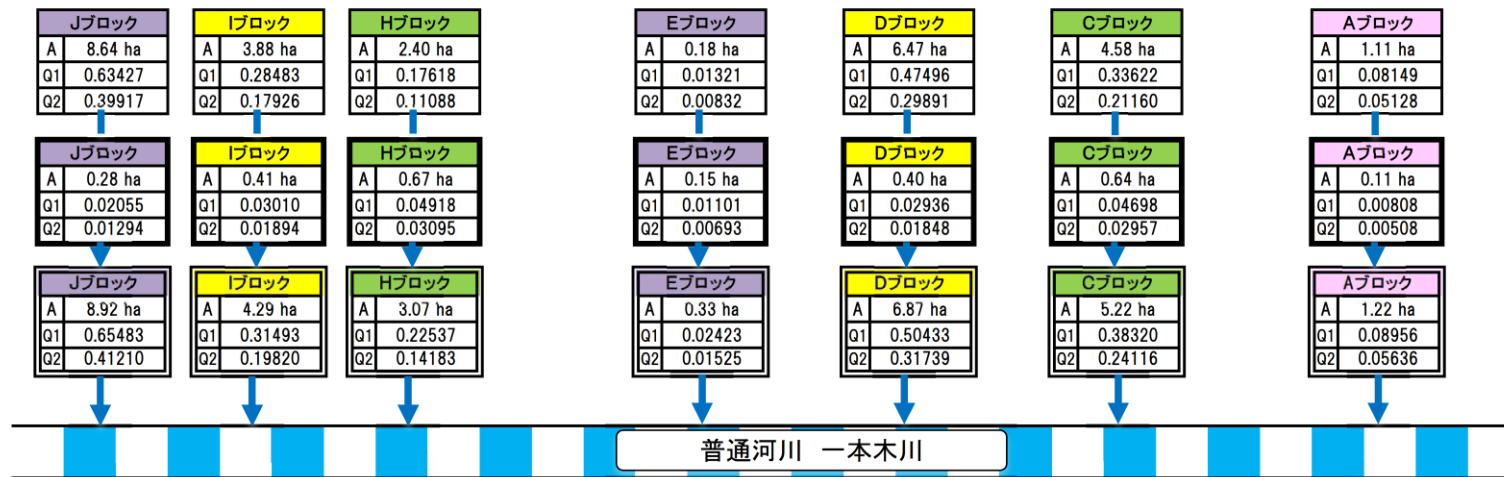 Jブロック Iブロック Hブロック Eブロック Dブロック Cブロック Aブロック
A 8.64 ha A 3.88 ha A 2.40 ha A 0.18 ha A 6.47 ha A 4.58 ha A 1.11 ha
Q1 0.63427 Q1 0.28483 Q1 0.17618 Q1 0.01321 Q1 0.47496 Q1 0.33622 Q1 0.08149
Q2 0.39917 Q2 0.17926 Q2 0.11088 Q2 0.00832 Q2 0.29891 Q2 0.21160 Q2 0.05128
Jブロック Iブロック Hブロック Eブロック Dブロック Cブロック Aブロック
A 0.28 ha A 0.41 ha A 0.67 ha A 0.15 ha A 0.40 ha A 0.64 ha A 0.11 ha
Q1 0.02055 Q1 0.03010 Q1 0.04918 Q1 0.01101 Q1 0.02936 Q1 0.04698 Q1 0.00808
Q2 0.01294 Q2 0.01894 Q2 0.03095 Q2 0.00693 Q2 0.01848 Q2 0.02957 Q2 0.00508
Jブロック Iブロック Hブロック Eブロック Dブロック Cブロック Aブロック
A 8.92 ha A 4.29 ha A 3.07 ha A 0.33 ha A 6.87 ha A 5.22 ha A 1.22 ha
Q1 0.65483 Q1 0.31493 Q1 0.22537 Q1 0.02423 Q1 0.50433 Q1 0.38320 Q1 0.08956
Q2 0.41210 Q2 0.19820 Q2 0.14183 Q2 0.01525 Q2 0.31739 Q2 0.24116 Q2 0.05636
普通河川 一本木川